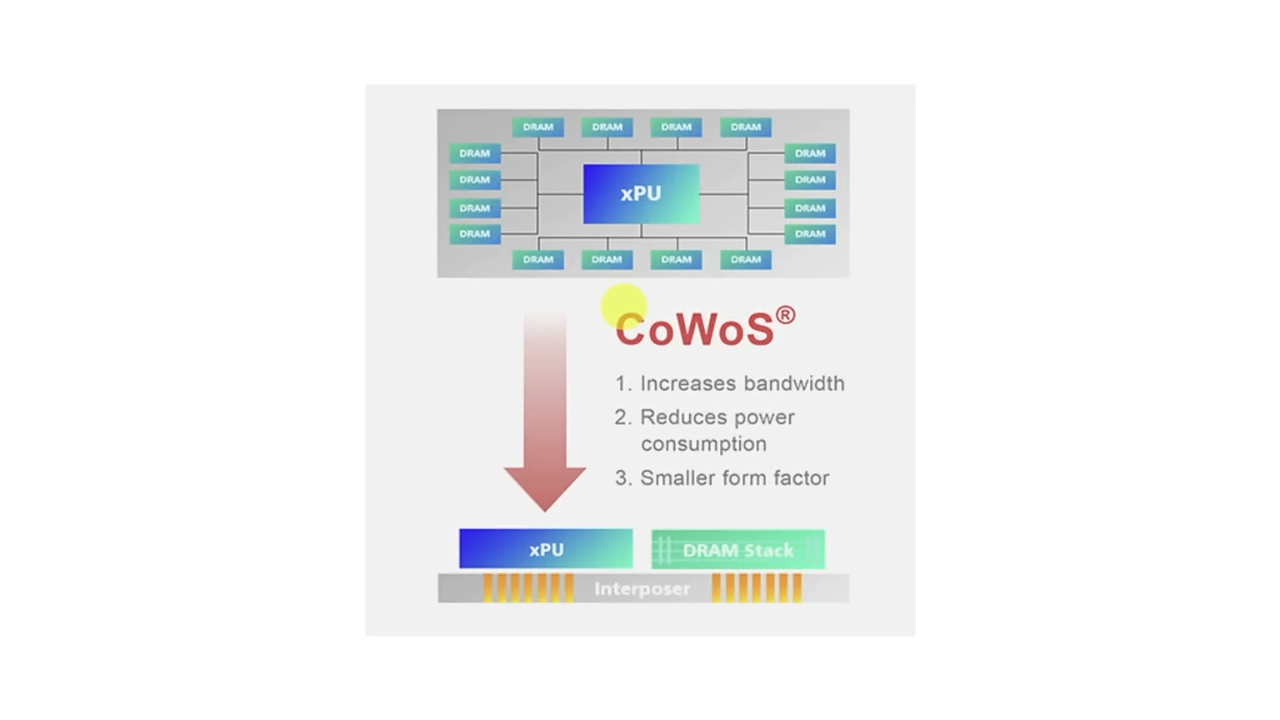 DRAM DRAM DRAM DRAM
DRAM DRAM
DRAM DRAM
xPU
DRAM DRAM
DRAM DRAM
DRAM DRAM DRAM DRAM
CoWoS®
1. Increases bandwidth
2. Reduces power
consumption
3. Smaller form factor
xPU DRAM Stack
Interposer